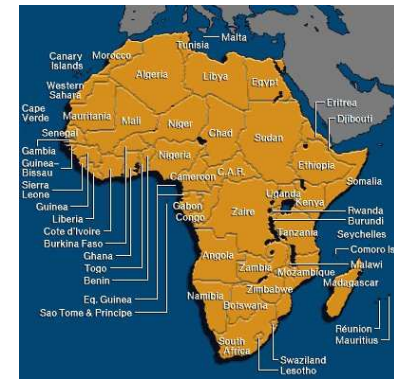 Malta
Tunisia
Canary
Islands
Morocco
Algeria
Libya
Egypt
Western
Sahara
Cape
Verde
Mauritania
Mali
Niger
Chad
Sudan
Eritrea
Djibouti
Senegal
Gambia
Guinea-
Bissau
Nigeria
Ethiopia
Sierra
Leone
Cameroon
C.A.R.
Somalia
Guinea
Liberia
Cote d'Ivoire
Burkina Faso
Ghana
Togo
Benin
Gabon
Congo
Zaire
Uganda
Kenya
Rwanda
Burundi
Tanzania
Seychelles
Comoro Is
Malawi
Angola
Zambia
Mozambique
Madagascar
Eq. Guinea
Sao Tome & Principe
Zimbabwe
Namibia
Botswana
Réunion
Mauritius
South
Africa
Swaziland
Lesotho